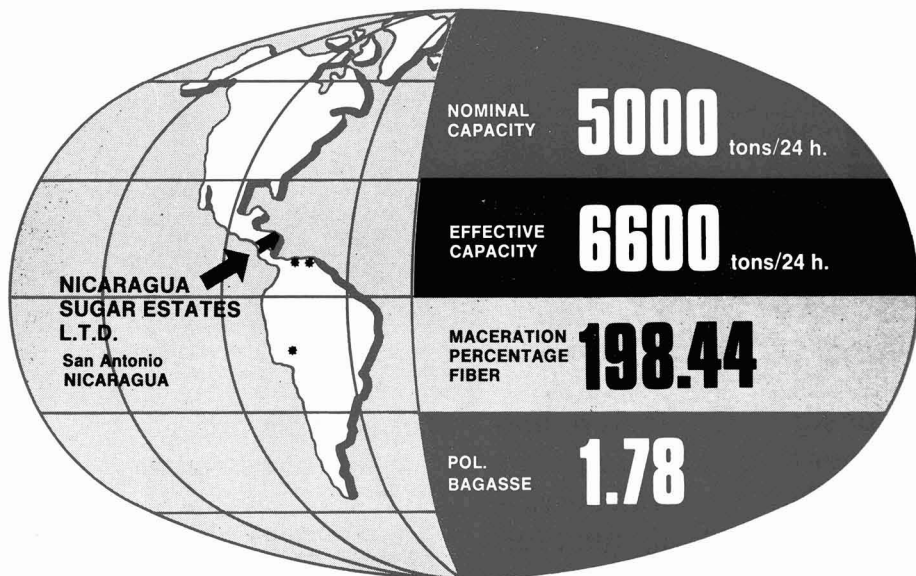 NOMINAL
CAPACITY
5000 tons/24 h.
EFFECTIVE
CAPACITY
6600 tons/24 h.
NICARAGUA
SUGAR ESTATES
L.T.D.
San Antonio
NICARAGUA
MACERATION
PERCENTAGE
FIBER
198.44
POL.
BAGASSE
1.78